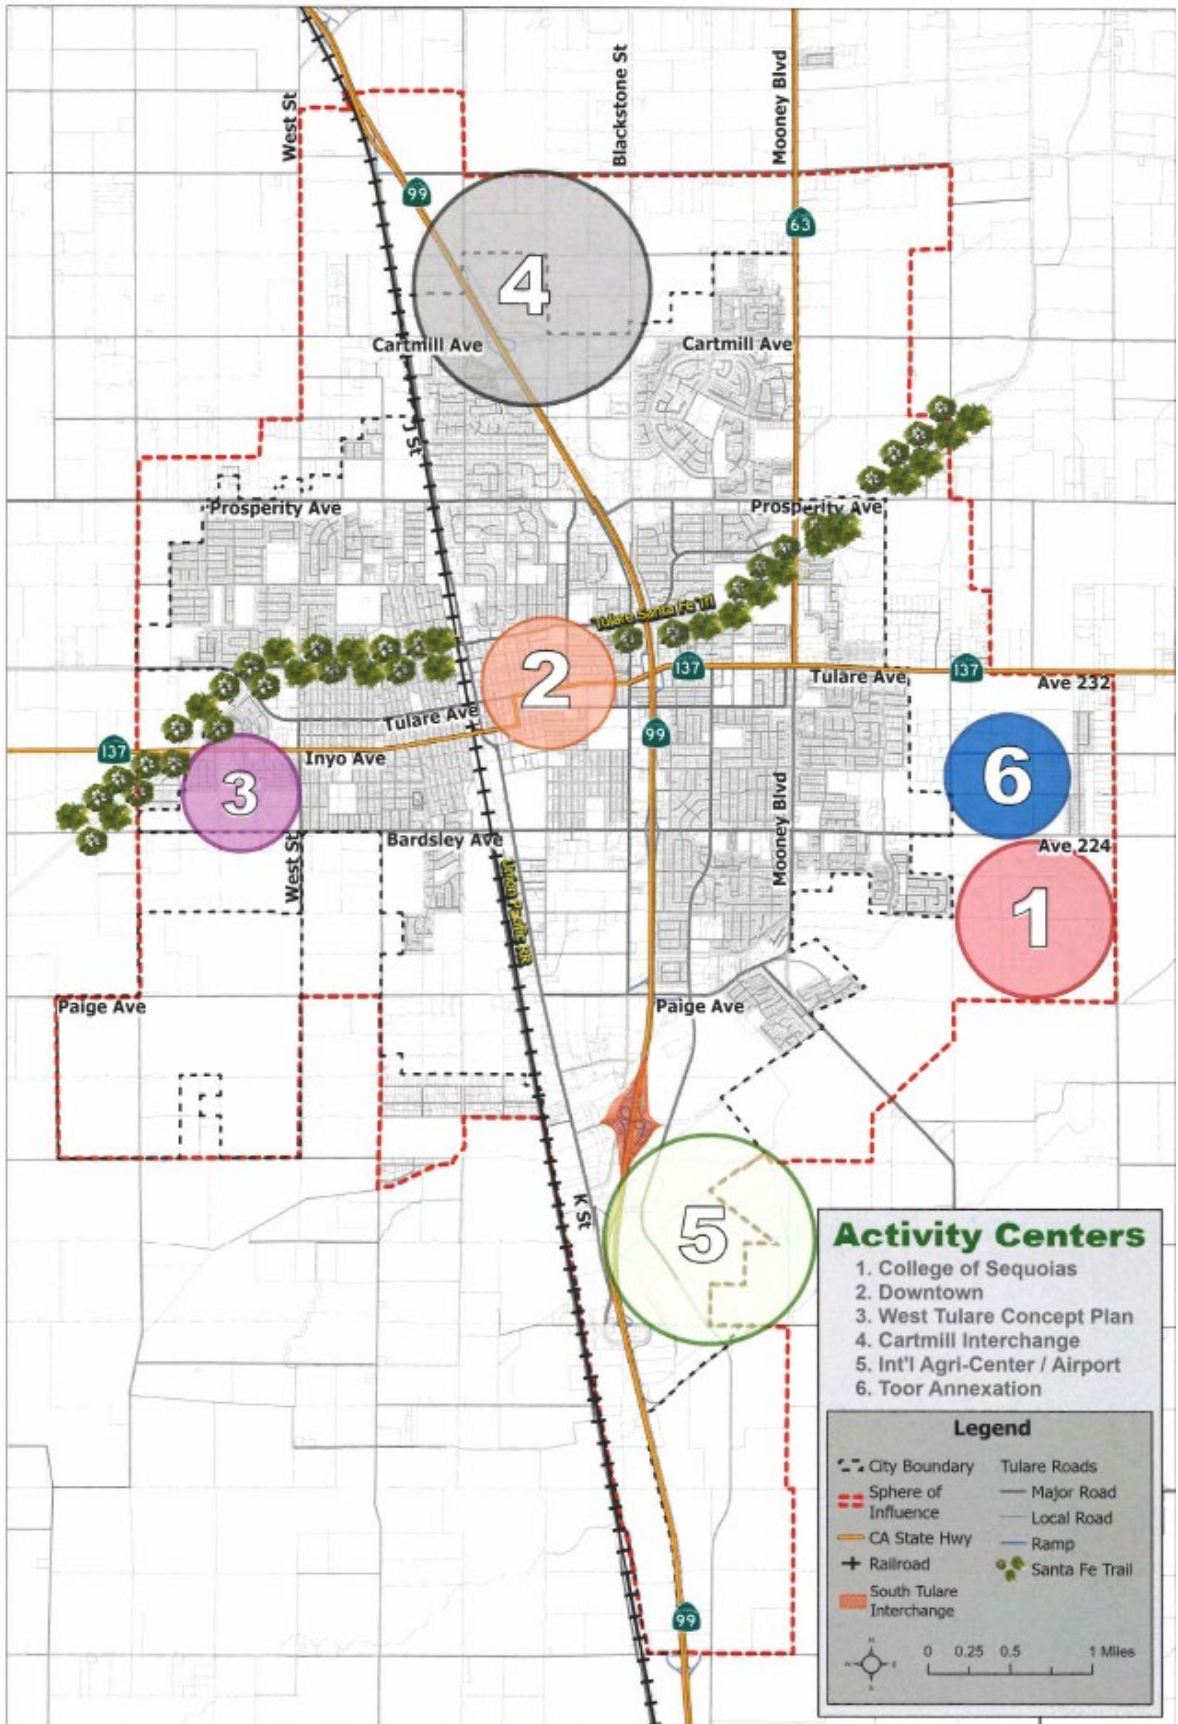 West St
Blackstone St
Mooney Blvd
99
63
4
Cartmill Ave
Cartmill Ave
J St
Prosperity Ave
Prosperity Ave
Tulare Santa Fe Trl
2
137
137
Tulare Ave
Ave 232
Tulare Ave
99
137
Inyo Ave
3
6
Mooney Blvd
Bardsley Ave
West St
Ave 224
Union Pacific RR
1
Paige Ave
Paige Ave
K St
5
99
Activity Centers
1. College of Sequoias
2. Downtown
3. West Tulare Concept Plan
4. Cartmill Interchange
5. Int'l Agri-Center / Airport
6. Toor Annexation
Legend
City Boundary
Sphere of
Influence
CA State Hwy
Railroad
South Tulare
Interchange
Tulare Roads
Major Road
Local Road
Ramp
Santa Fe Trail
N
W E
S
0 0.25 0.5 1 Miles